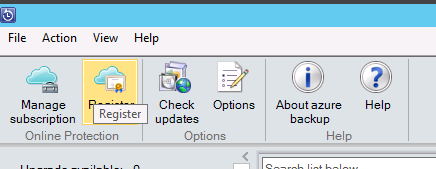 File Action View Help
Manage subscription
Register
Check updates
Options
About azure backup
Help
Register
Online Protection
Options
Help
Search list below